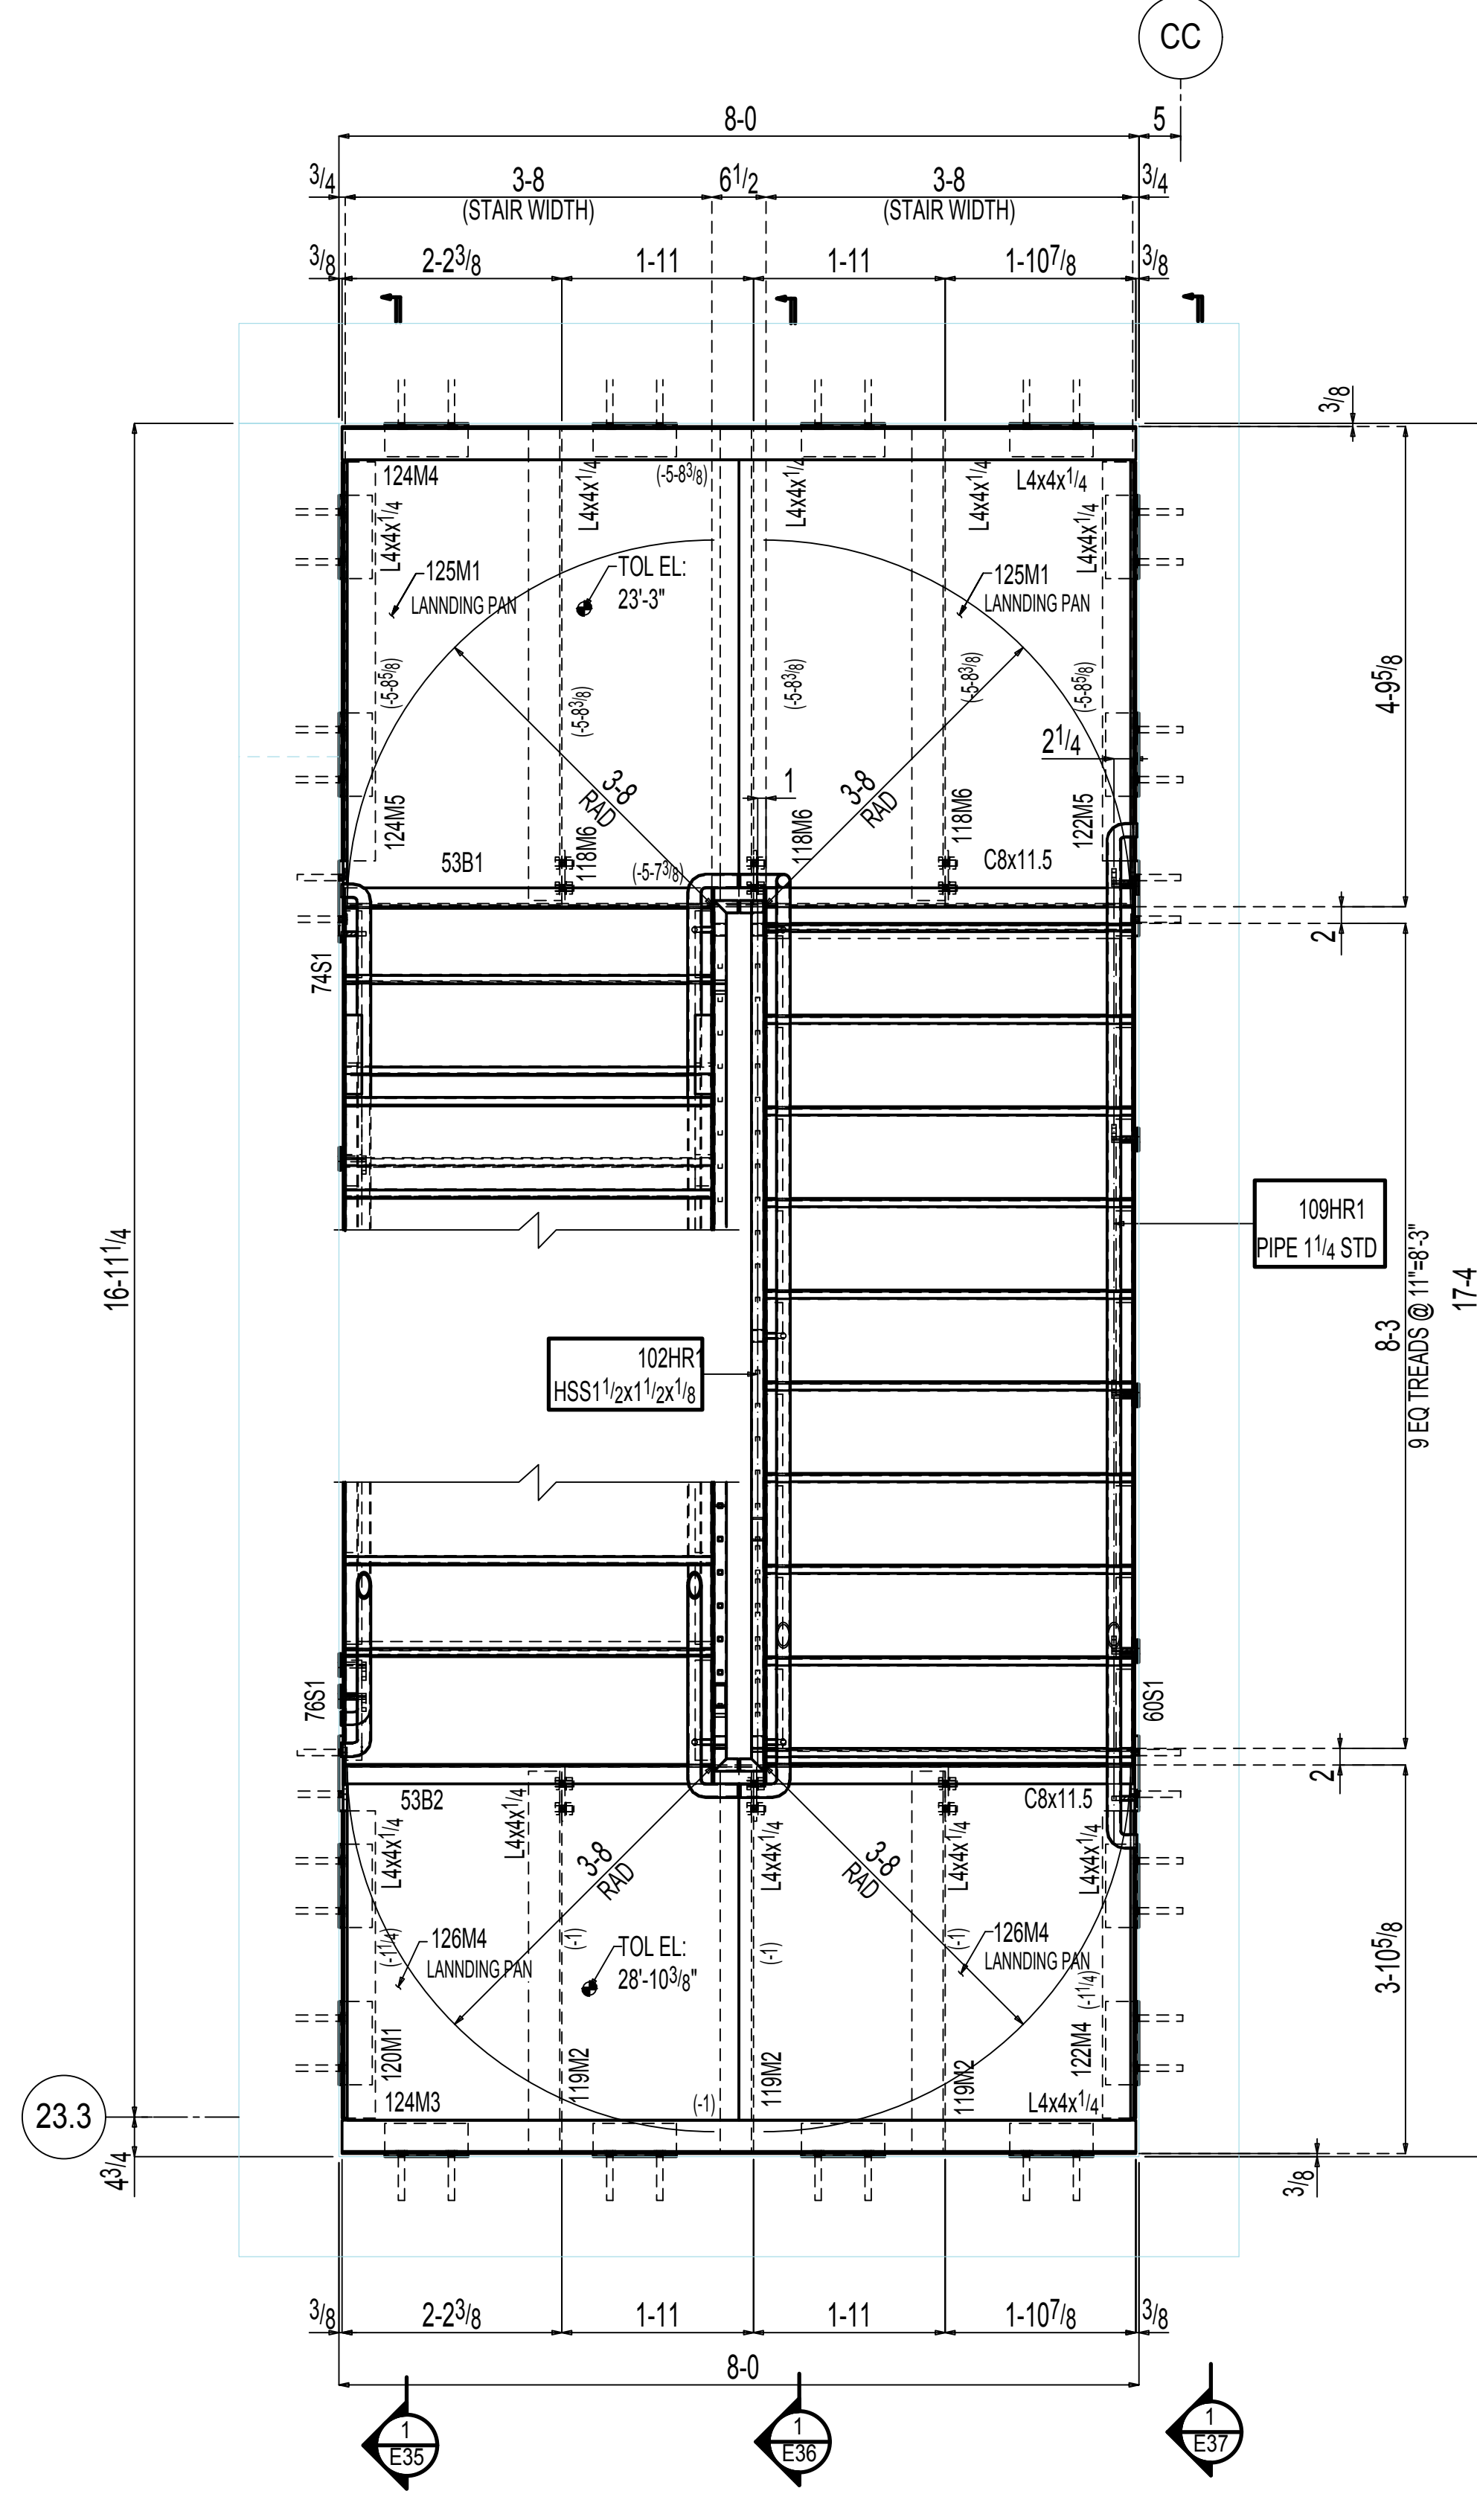 CC
8-0
5
3/4
3-8
(STAIR WIDTH)
6 1/2
3-8
(STAIR WIDTH)
3/4
3/8
2-2 3/8
1-11
1-11
1-10 7/8
3/8
1
1
1
3/8
124M4
L4x4x1/4
L4x4x1/4
(-5-8 3/8)
L4x4x1/4
L4x4x1/4
L4x4x1/4
L4x4x1/4
125M1
LANNDING PAN
TOL EL:
23'-3"
125M1
LANNDING PAN
(-5-8 5/8)
(-5-8 3/8)
(-5-8 3/8)
(-5-8 3/8)
(-5-8 5/8)
4-9 5/8
2 1/4
3-8
RAD
1
3-8
RAD
124M5
53B1
118M6
(-5-7 3/8)
118M6
118M6
C8x11.5
122M5
2
74S1
16-11 1/4
109HR1
PIPE 1 1/4 STD
8-3
9 EQ TREADS @ 11"=8'-3"
17-4
102HR1
HSS1 1/2x1 1/2x1/8
76S1
60S1
2
53B2
L4x4x1/4
L4x4x1/4
L4x4x1/4
L4x4x1/4
C8x11.5
L4x4x1/4
3-8
RAD
3-8
RAD
(-1 1/4)
126M4
LANNDING PAN
(-1)
TOL EL:
28'-10 3/8"
(-1)
(-1)
126M4
LANNDING PAN
(-1 1/4)
3-10 5/8
120M1
124M3
119M2
(-1)
119M2
119M2
122M4
L4x4x1/4
23.3
4 3/4
3/8
3/8
2-2 3/8
1-11
1-11
1-10 7/8
3/8
8-0
1
E35
1
E36
1
E37